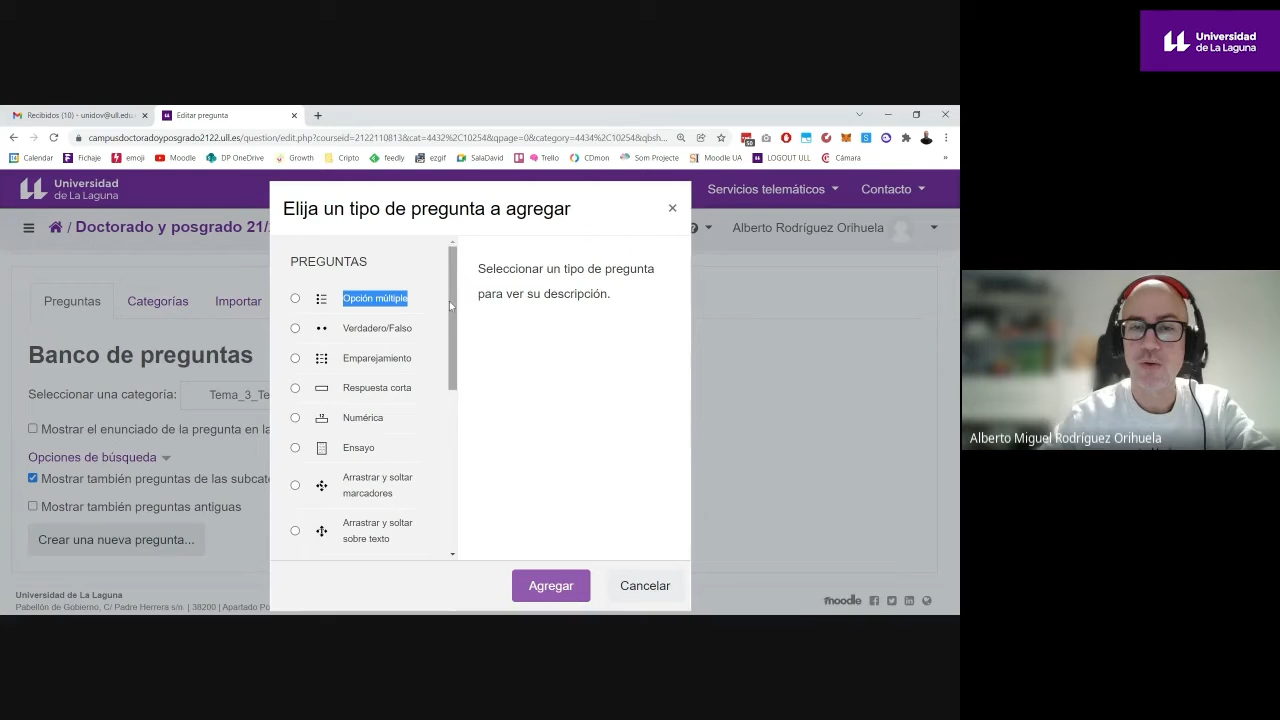 Universidad
de La Laguna
Recibidos (10) - unidov@ull.edu
Editar pregunta
campusdoctoradoyposgrado2122.ull.es/question/edit.php?courseid=2122110813&cat=4432%2C10254&qpage=0&category=4434%2C10254&qbsh...
Calendar
Fichaje
emoji
Moodle
DP OneDrive
Growth
Cripto
feedly
ezgif
SalaDavid
Trello
CDmon
Som Projecte
Moodle UA
LOGOUT ULL
Cámara
»
Universidad
de La Laguna
Servicios telemáticos
Contacto
/ Doctorado y posgrado 21/
Alberto Rodríguez Orihuela
Elija un tipo de pregunta a agregar
×
PREGUNTAS
Opción múltiple
Verdadero/Falso
Emparejamiento
Respuesta corta
Numérica
Ensayo
Arrastrar y soltar
marcadores
Arrastrar y soltar
sobre texto
Seleccionar un tipo de pregunta
para ver su descripción.
Agregar
Cancelar
Preguntas
Categorías
Importar
Banco de preguntas
Seleccionar una categoría:
Tema_3_Te
Mostrar el enunciado de la pregunta en la
Opciones de búsqueda
Mostrar también preguntas de las subcate
Mostrar también preguntas antiguas
Crear una nueva pregunta...
Universidad de La Laguna
Pabellón de Gobierno, C/ Padre Herrera s/n. | 38200 | Apartado Po
moodle
Alberto Miguel Rodríguez Orihuela